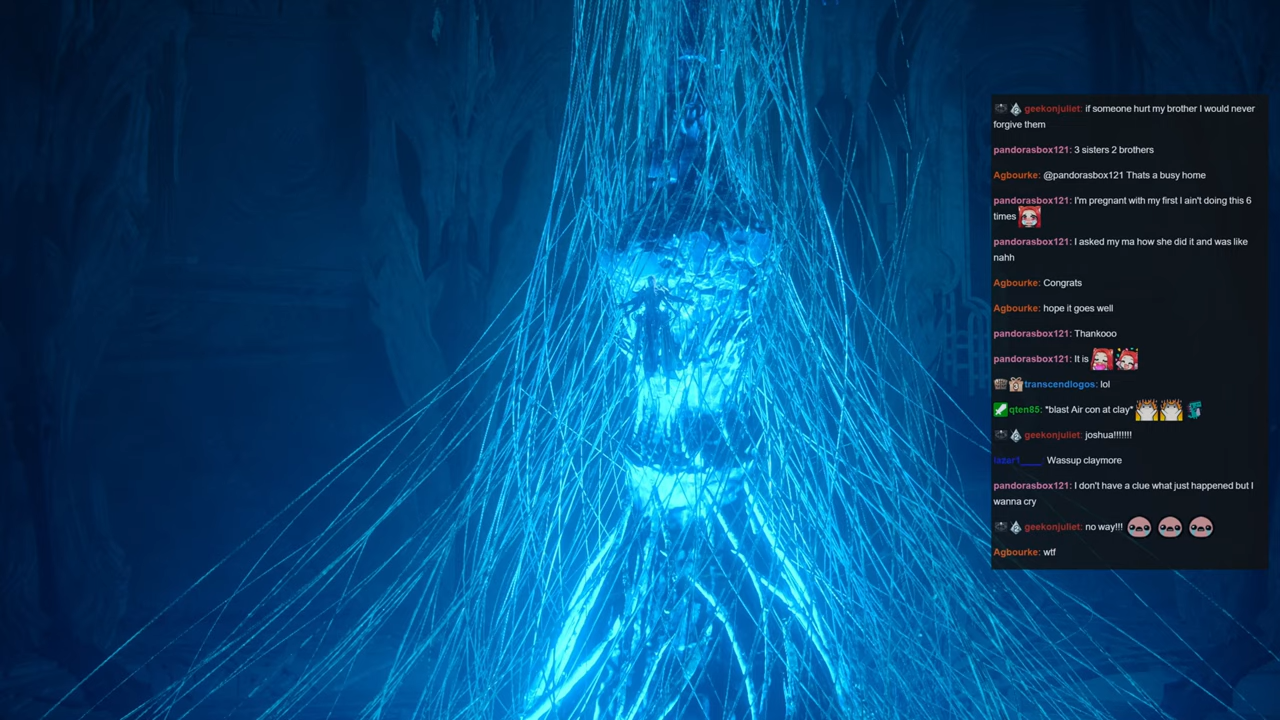 geekonjuliet: if someone hurt my brother I would never
forgive them
pandorasbox121: 3 sisters 2 brothers
Agbourke: @pandorasbox121 Thats a busy home
pandorasbox121: I'm pregnant with my first I ain't doing this 6
times
pandorasbox121: I asked my ma how she did it and was like
nahh
Agbourke: Congrats
Agbourke: hope it goes well
pandorasbox121: Thankooo
pandorasbox121: It is
transcendlogos: lol
qten85: *blast Air con at clay*
geekonjuliet: joshua!!!!!!!
Wassup claymore
pandorasbox121: I don't have a clue what just happened but I
wanna cry
geekonjuliet: no way!!!
Agbourke: wtf